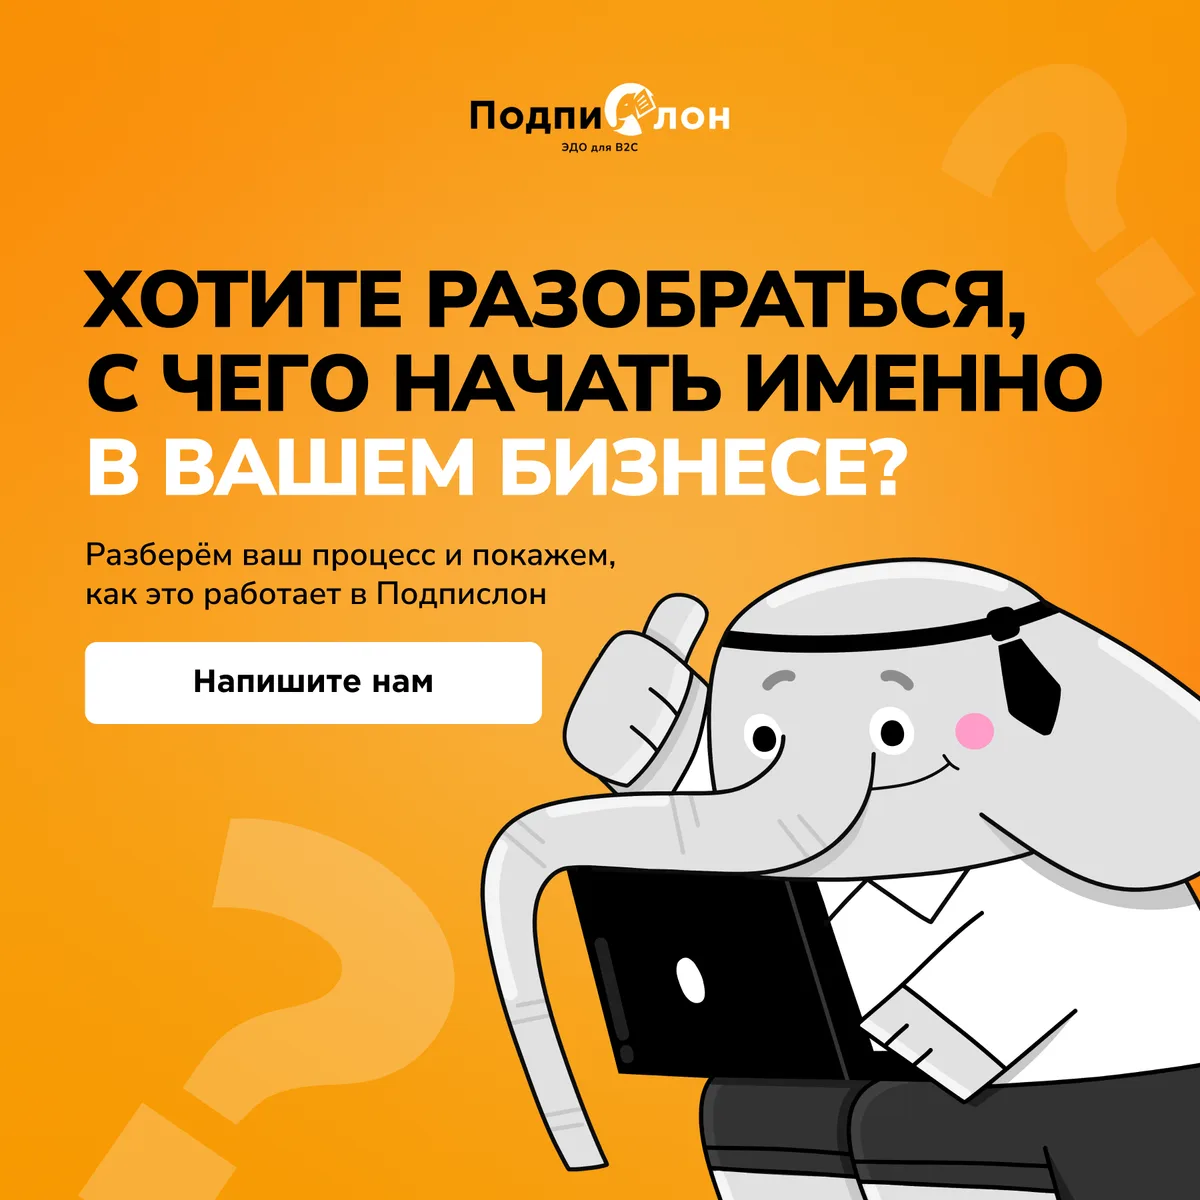 Подпислон
ЭДО для B2C
ХОТИТЕ РАЗОБРАТЬСЯ,
С ЧЕГО НАЧАТЬ ИМЕННО
В ВАШЕМ БИЗНЕСЕ?
Разберём ваш процесс и покажем,
как это работает в Подпислон
Напишите нам